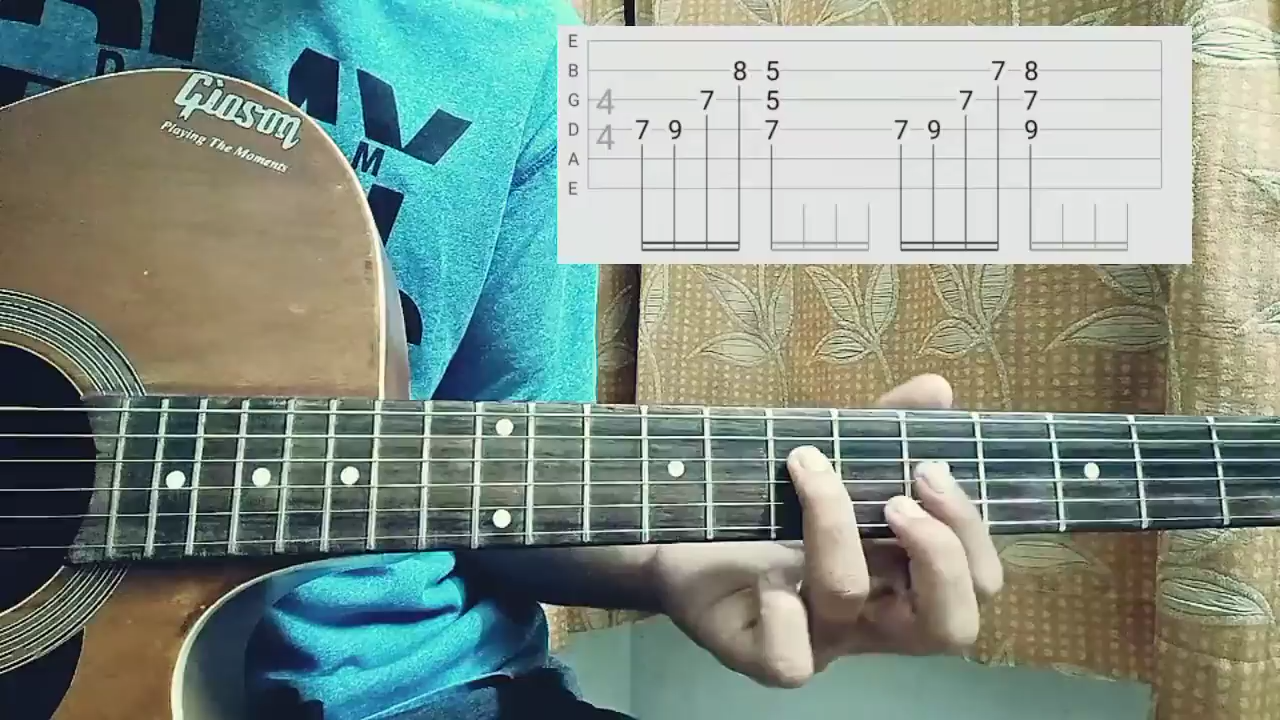 Gibson
Playing The Moments
D
M
E
B 8 5 7 8
G 4 7 5 7 7
D 4 7 9 7 7 9 9
A
E